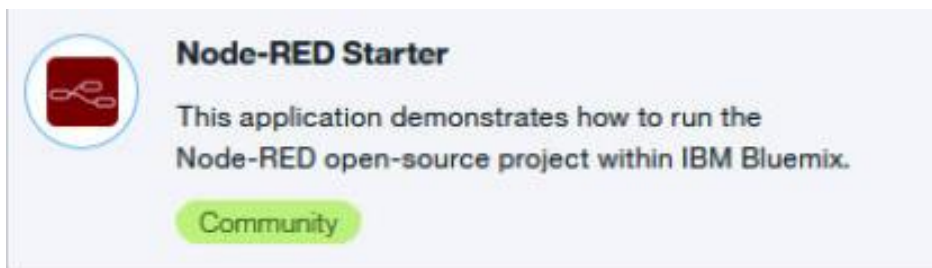 Node-RED Starter
This application demonstrates how to run the
Node-RED open-source project within IBM Bluemix.
Community